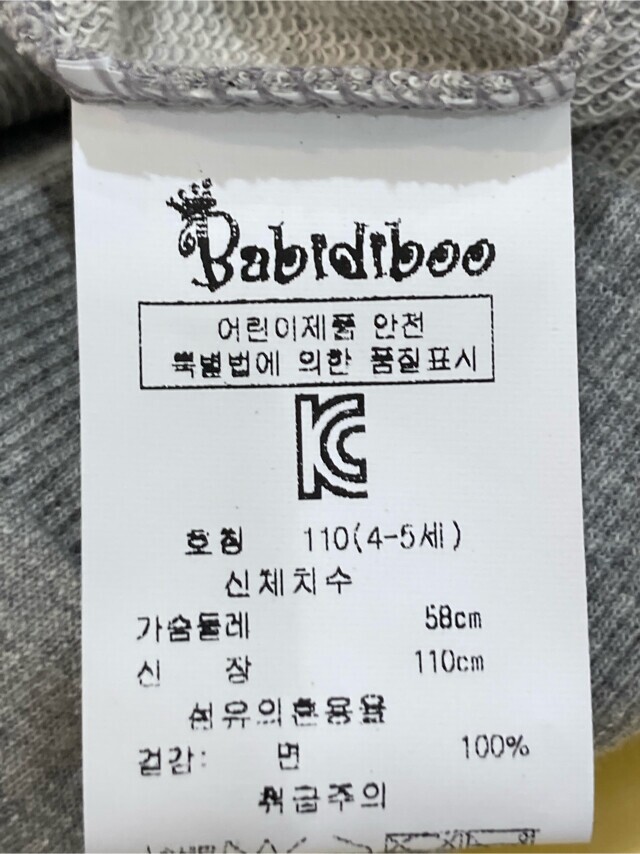 Babidiboo
어린이제품 안전
특별법에 의한 품질표시
KC
호칭 110(4-5세)
신체치수
가슴둘레 58cm
신 장 110cm
섬유의혼용율
겉감: 면 100%
취급주의